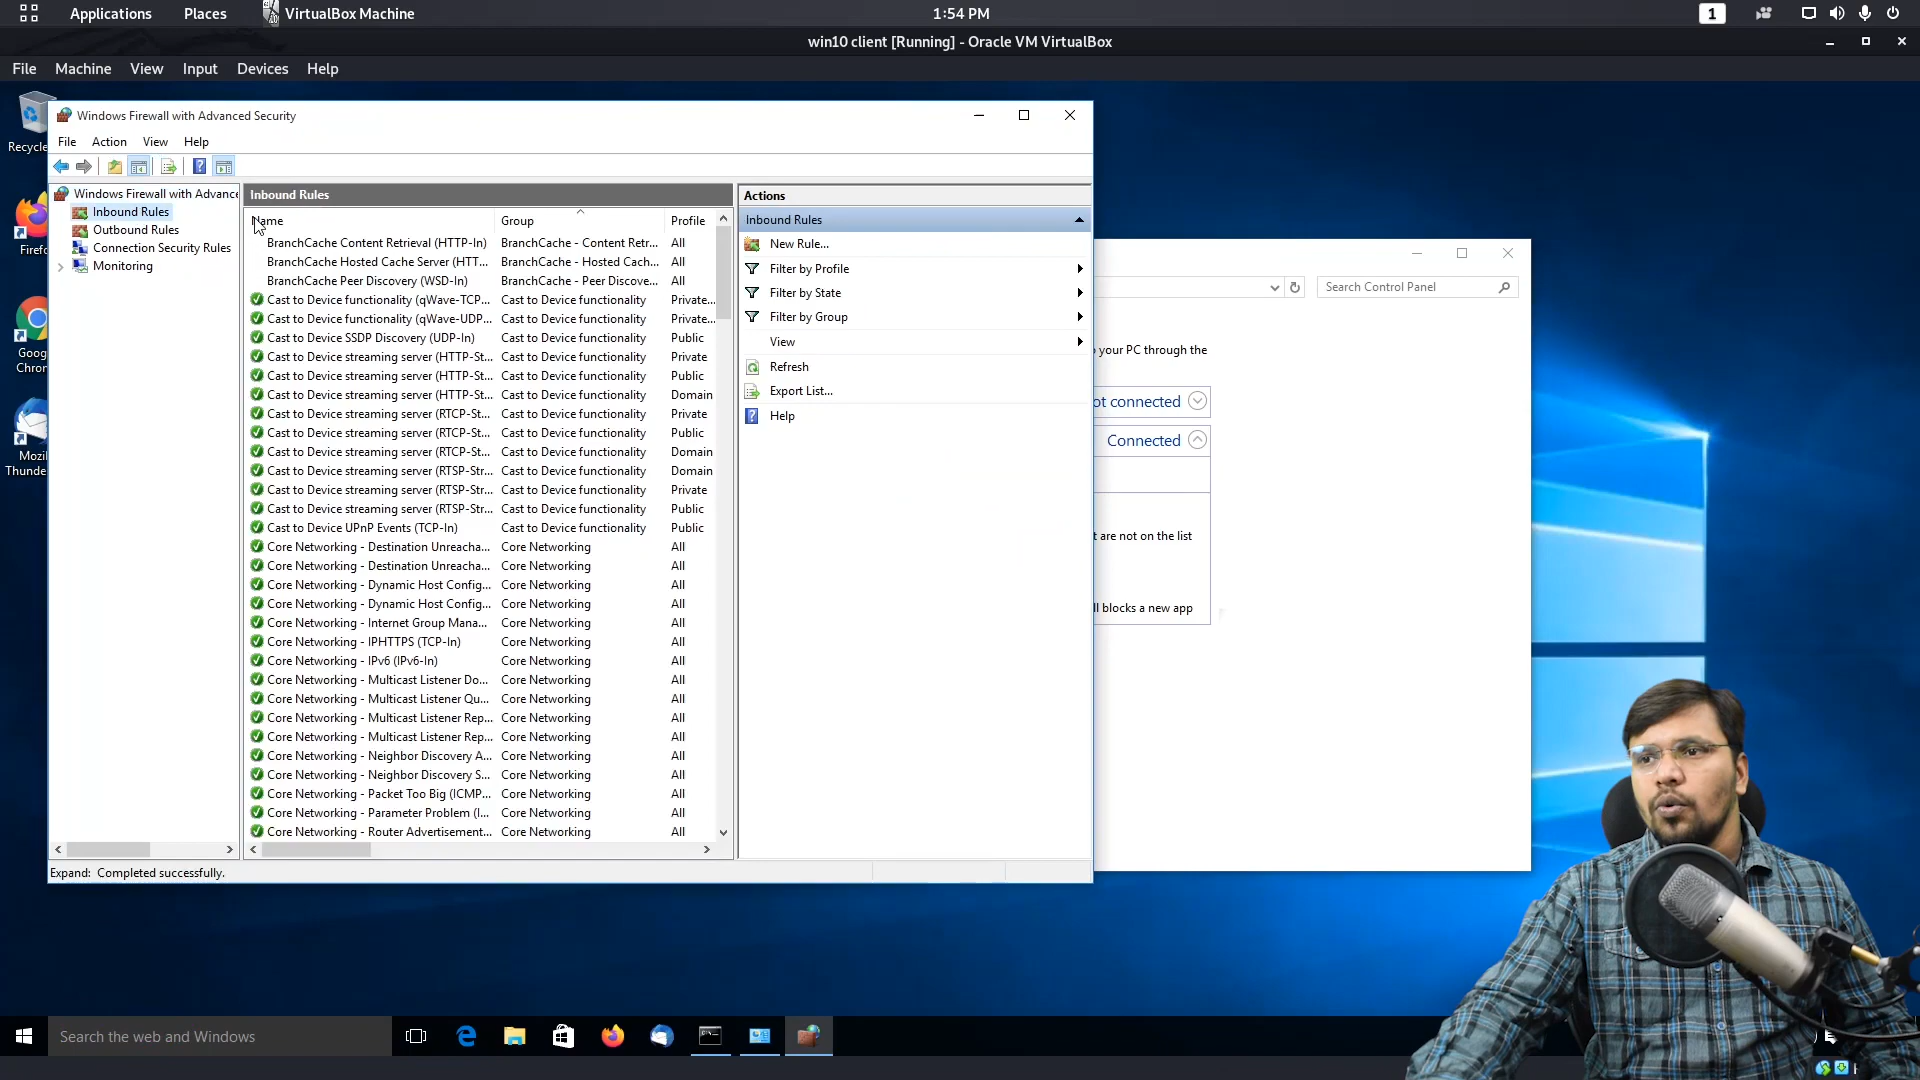 Applications Places VirtualBox Machine 1:54 PM 1
win10 client [Running] - Oracle VM VirtualBox
File Machine View Input Devices Help
Windows Firewall with Advanced Security
File Action View Help
Windows Firewall with Advance
Inbound Rules
Outbound Rules
Connection Security Rules
Monitoring
Inbound Rules
Name Group Profile
BranchCache Content Retrieval (HTTP-In) BranchCache - Content Retr... All
BranchCache Hosted Cache Server (HTT... BranchCache - Hosted Cach... All
BranchCache Peer Discovery (WSD-In) BranchCache - Peer Discove... All
Cast to Device functionality (qWave-TCP... Cast to Device functionality Private...
Cast to Device functionality (qWave-UDP... Cast to Device functionality Private...
Cast to Device SSDP Discovery (UDP-In) Cast to Device functionality Public
Cast to Device streaming server (HTTP-St... Cast to Device functionality Private
Cast to Device streaming server (HTTP-St... Cast to Device functionality Public
Cast to Device streaming server (HTTP-St... Cast to Device functionality Domain
Cast to Device streaming server (RTCP-St... Cast to Device functionality Private
Cast to Device streaming server (RTCP-St... Cast to Device functionality Public
Cast to Device streaming server (RTCP-St... Cast to Device functionality Domain
Cast to Device streaming server (RTSP-Str... Cast to Device functionality Domain
Cast to Device streaming server (RTSP-Str... Cast to Device functionality Private
Cast to Device streaming server (RTSP-Str... Cast to Device functionality Public
Cast to Device UPnP Events (TCP-In) Cast to Device functionality Public
Core Networking - Destination Unreacha... Core Networking All
Core Networking - Destination Unreacha... Core Networking All
Core Networking - Dynamic Host Config... Core Networking All
Core Networking - Dynamic Host Config... Core Networking All
Core Networking - Internet Group Mana... Core Networking All
Core Networking - IPHTTPS (TCP-In) Core Networking All
Core Networking - IPv6 (IPv6-In) Core Networking All
Core Networking - Multicast Listener Do... Core Networking All
Core Networking - Multicast Listener Qu... Core Networking All
Core Networking - Multicast Listener Rep... Core Networking All
Core Networking - Multicast Listener Rep... Core Networking All
Core Networking - Neighbor Discovery A... Core Networking All
Core Networking - Neighbor Discovery S... Core Networking All
Core Networking - Packet Too Big (ICMP... Core Networking All
Core Networking - Parameter Problem (I... Core Networking All
Core Networking - Router Advertisement... Core Networking All
Actions
Inbound Rules
New Rule...
Filter by Profile
Filter by State
Filter by Group
View
Refresh
Export List...
Help
Expand: Completed successfully.
Search Control Panel
your PC through the
ot connected
Connected
t are not on the list
ll blocks a new app
Recycle
Firefo
Goog
Chron
Mozil
Thunde
Search the web and Windows